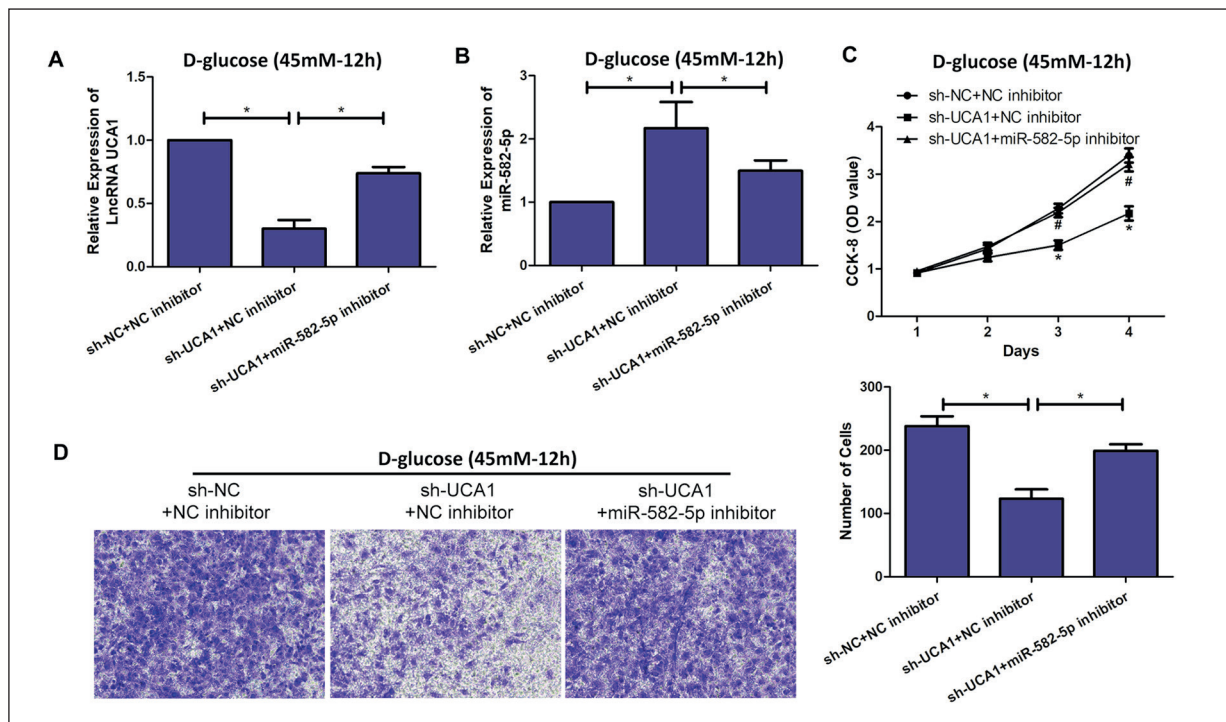 A
D-glucose (45mM-12h)
Relative Expression of
LncRNA UCA1
1.5
1.0
0.5
0.0
*
*
sh-NC+NC inhibitor
sh-UCA1+NC inhibitor
sh-UCA1+miR-582-5p inhibitor
B
D-glucose (45mM-12h)
Relative Expression of
miR-582-5p
3
2
1
0
*
*
sh-NC+NC inhibitor
sh-UCA1+NC inhibitor
sh-UCA1+miR-582-5p inhibitor
C
D-glucose (45mM-12h)
sh-NC+NC inhibitor
sh-UCA1+NC inhibitor
sh-UCA1+miR-582-5p inhibitor
CCK-8 (OD value)
4
3
2
1
0
#
*
#
*
1 2 3 4
Days
D
D-glucose (45mM-12h)
sh-NC
+NC inhibitor
sh-UCA1
+NC inhibitor
sh-UCA1
+miR-582-5p inhibitor
Number of Cells
300
200
100
0
*
*
sh-NC+NC inhibitor
sh-UCA1+NC inhibitor
sh-UCA1+miR-582-5p inhibitor